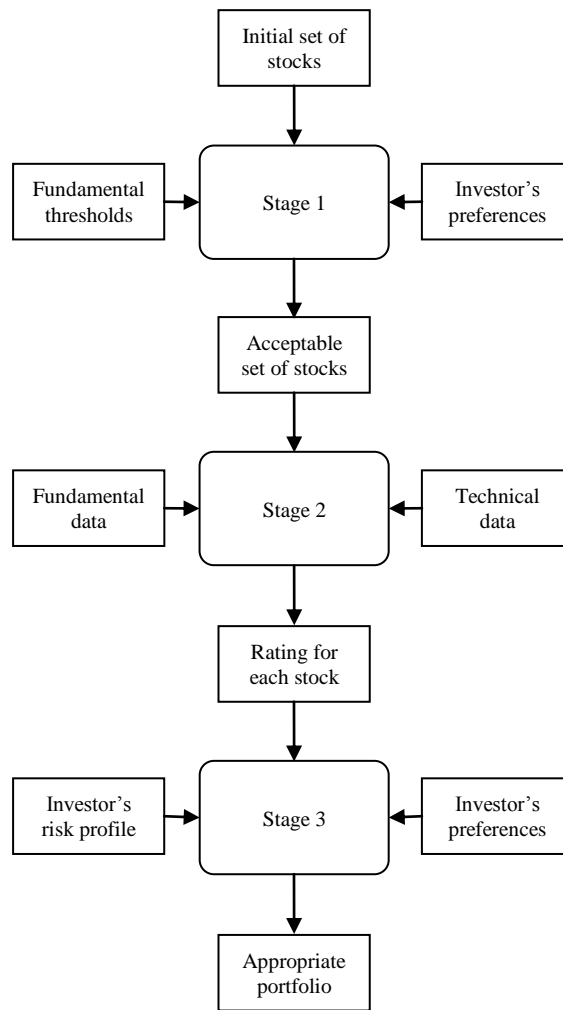 Initial set of
stocks
Fundamental
thresholds
Stage 1
Investor's
preferences
Acceptable
set of stocks
Fundamental
data
Stage 2
Technical
data
Rating for
each stock
Investor's
risk profile
Stage 3
Investor's
preferences
Appropriate
portfolio